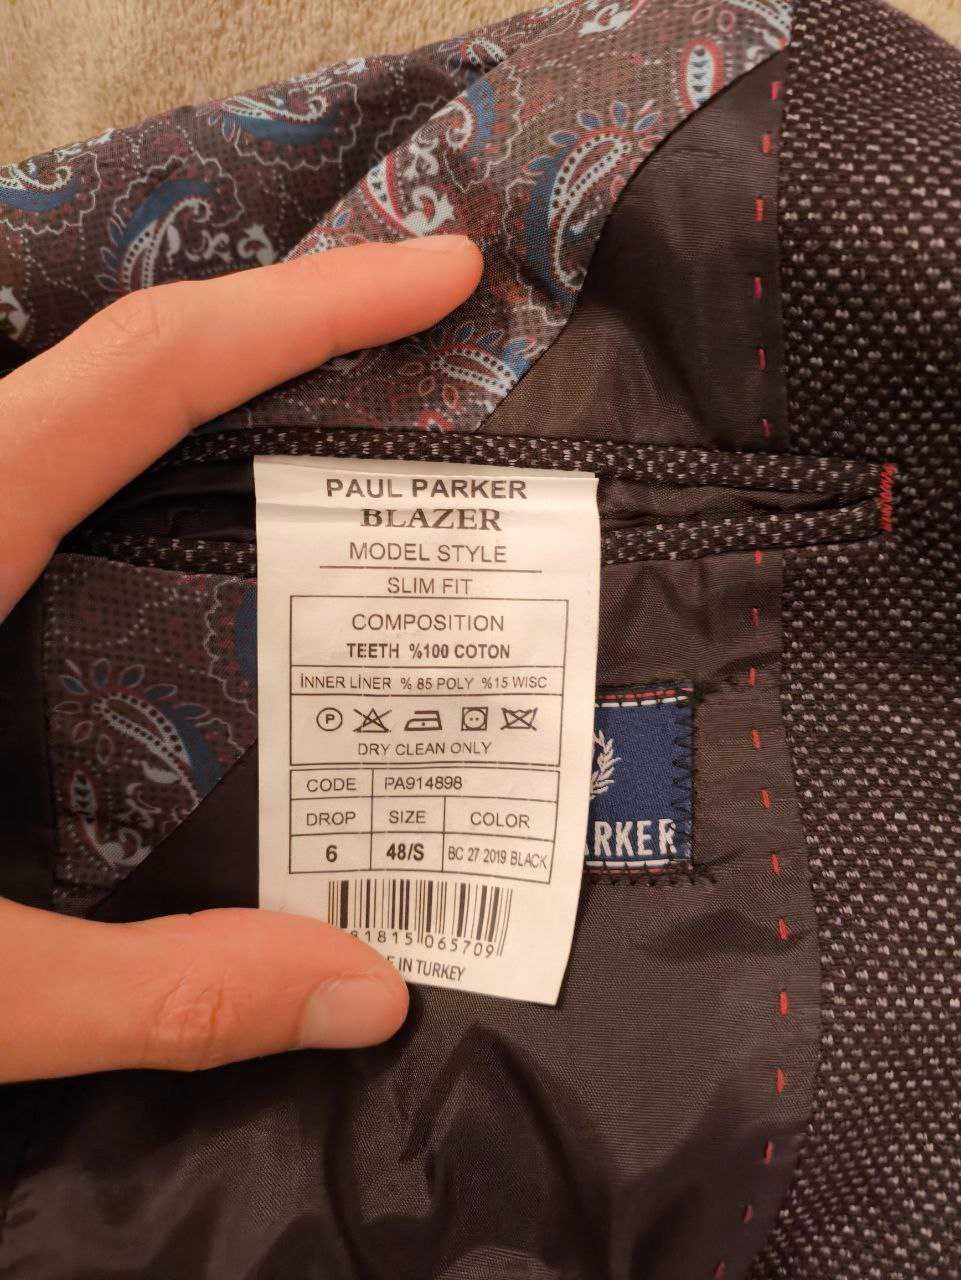 PAUL PARKER
BLAZER
MODEL STYLE
SLIM FIT
COMPOSITION
TEETH %100 COTON
İNNER LİNER % 85 POLY %15 WISC
P
DRY CLEAN ONLY
CODE PA914898
DROP SIZE COLOR
6 48/S BC 27 2019 BLACK
81815 065709
IN TURKEY
ARKER